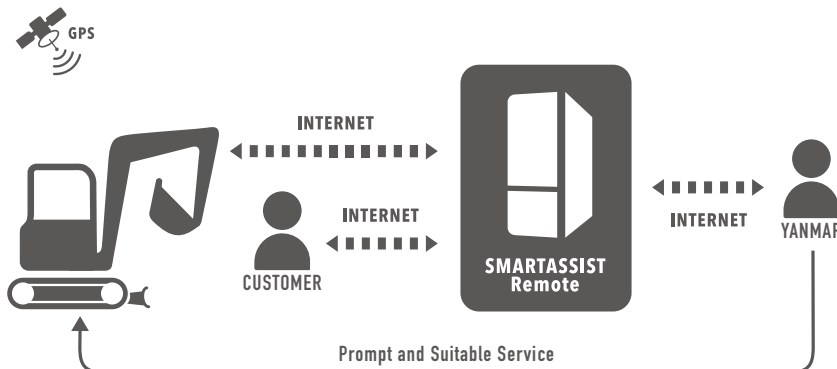 GPS
INTERNET
INTERNET
CUSTOMER
SMARTASSIST
Remote
INTERNET
YANMAR
Prompt and Suitable Service